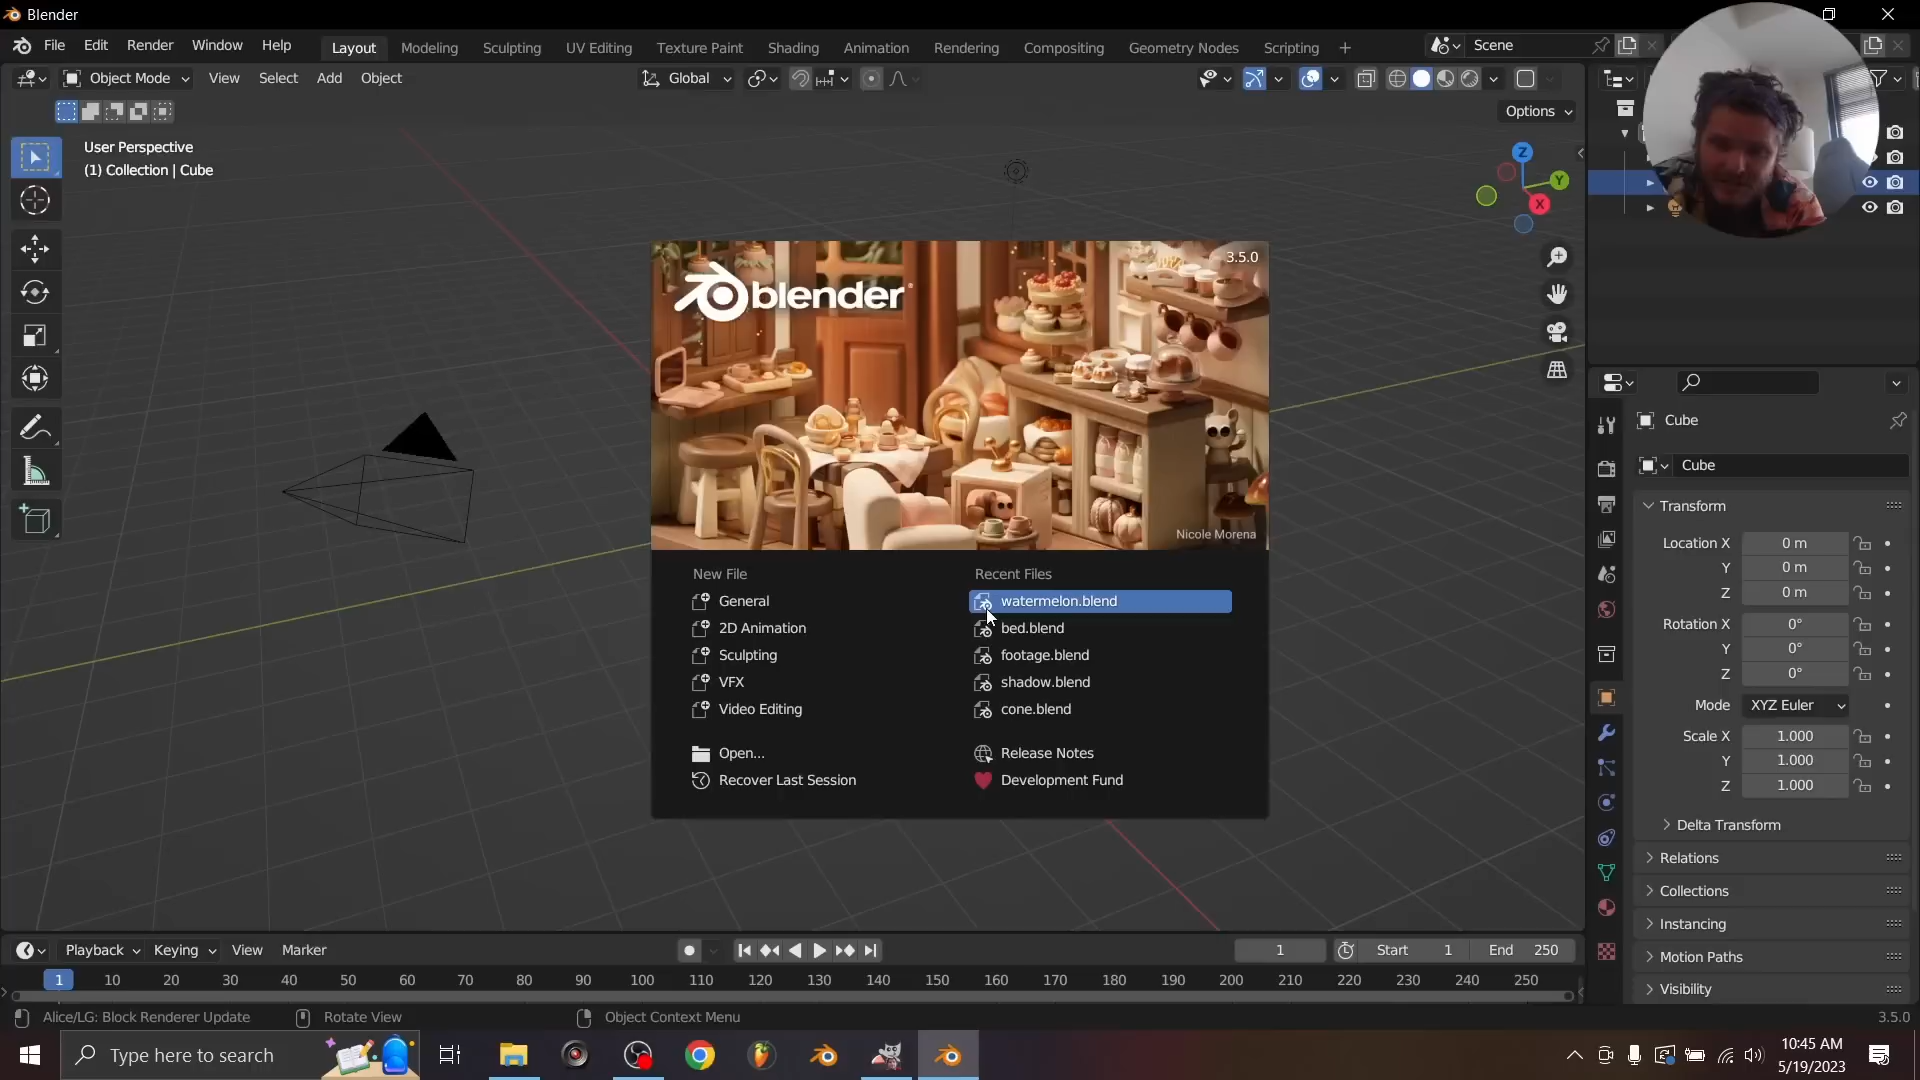 Blender
File Edit Render Window Help
Layout Modeling Sculpting UV Editing Texture Paint Shading Animation Rendering Compositing Geometry Nodes Scripting +
Scene
Object Mode View Select Add Object
Global
Options
User Perspective
(1) Collection | Cube
Z
Y
X
blender
3.5.0
Nicole Morena
New File
General
2D Animation
Sculpting
VFX
Video Editing
Open...
Recover Last Session
Recent Files
watermelon.blend
bed.blend
footage.blend
shadow.blend
cone.blend
Release Notes
Development Fund
Cube
Cube
Transform
Location X 0 m
Y 0 m
Z 0 m
Rotation X 0°
Y 0°
Z 0°
Mode XYZ Euler
Scale X 1.000
Y 1.000
Z 1.000
Delta Transform
Relations
Collections
Instancing
Motion Paths
Visibility
Playback Keying View Marker
1
Start 1 End 250
1 10 20 30 40 50 60 70 80 90 100 110 120 130 140 150 160 170 180 190 200 210 220 230 240 250
Alice/LG: Block Renderer Update Rotate View Object Context Menu 3.5.0
Type here to search
10:45 AM
5/19/2023